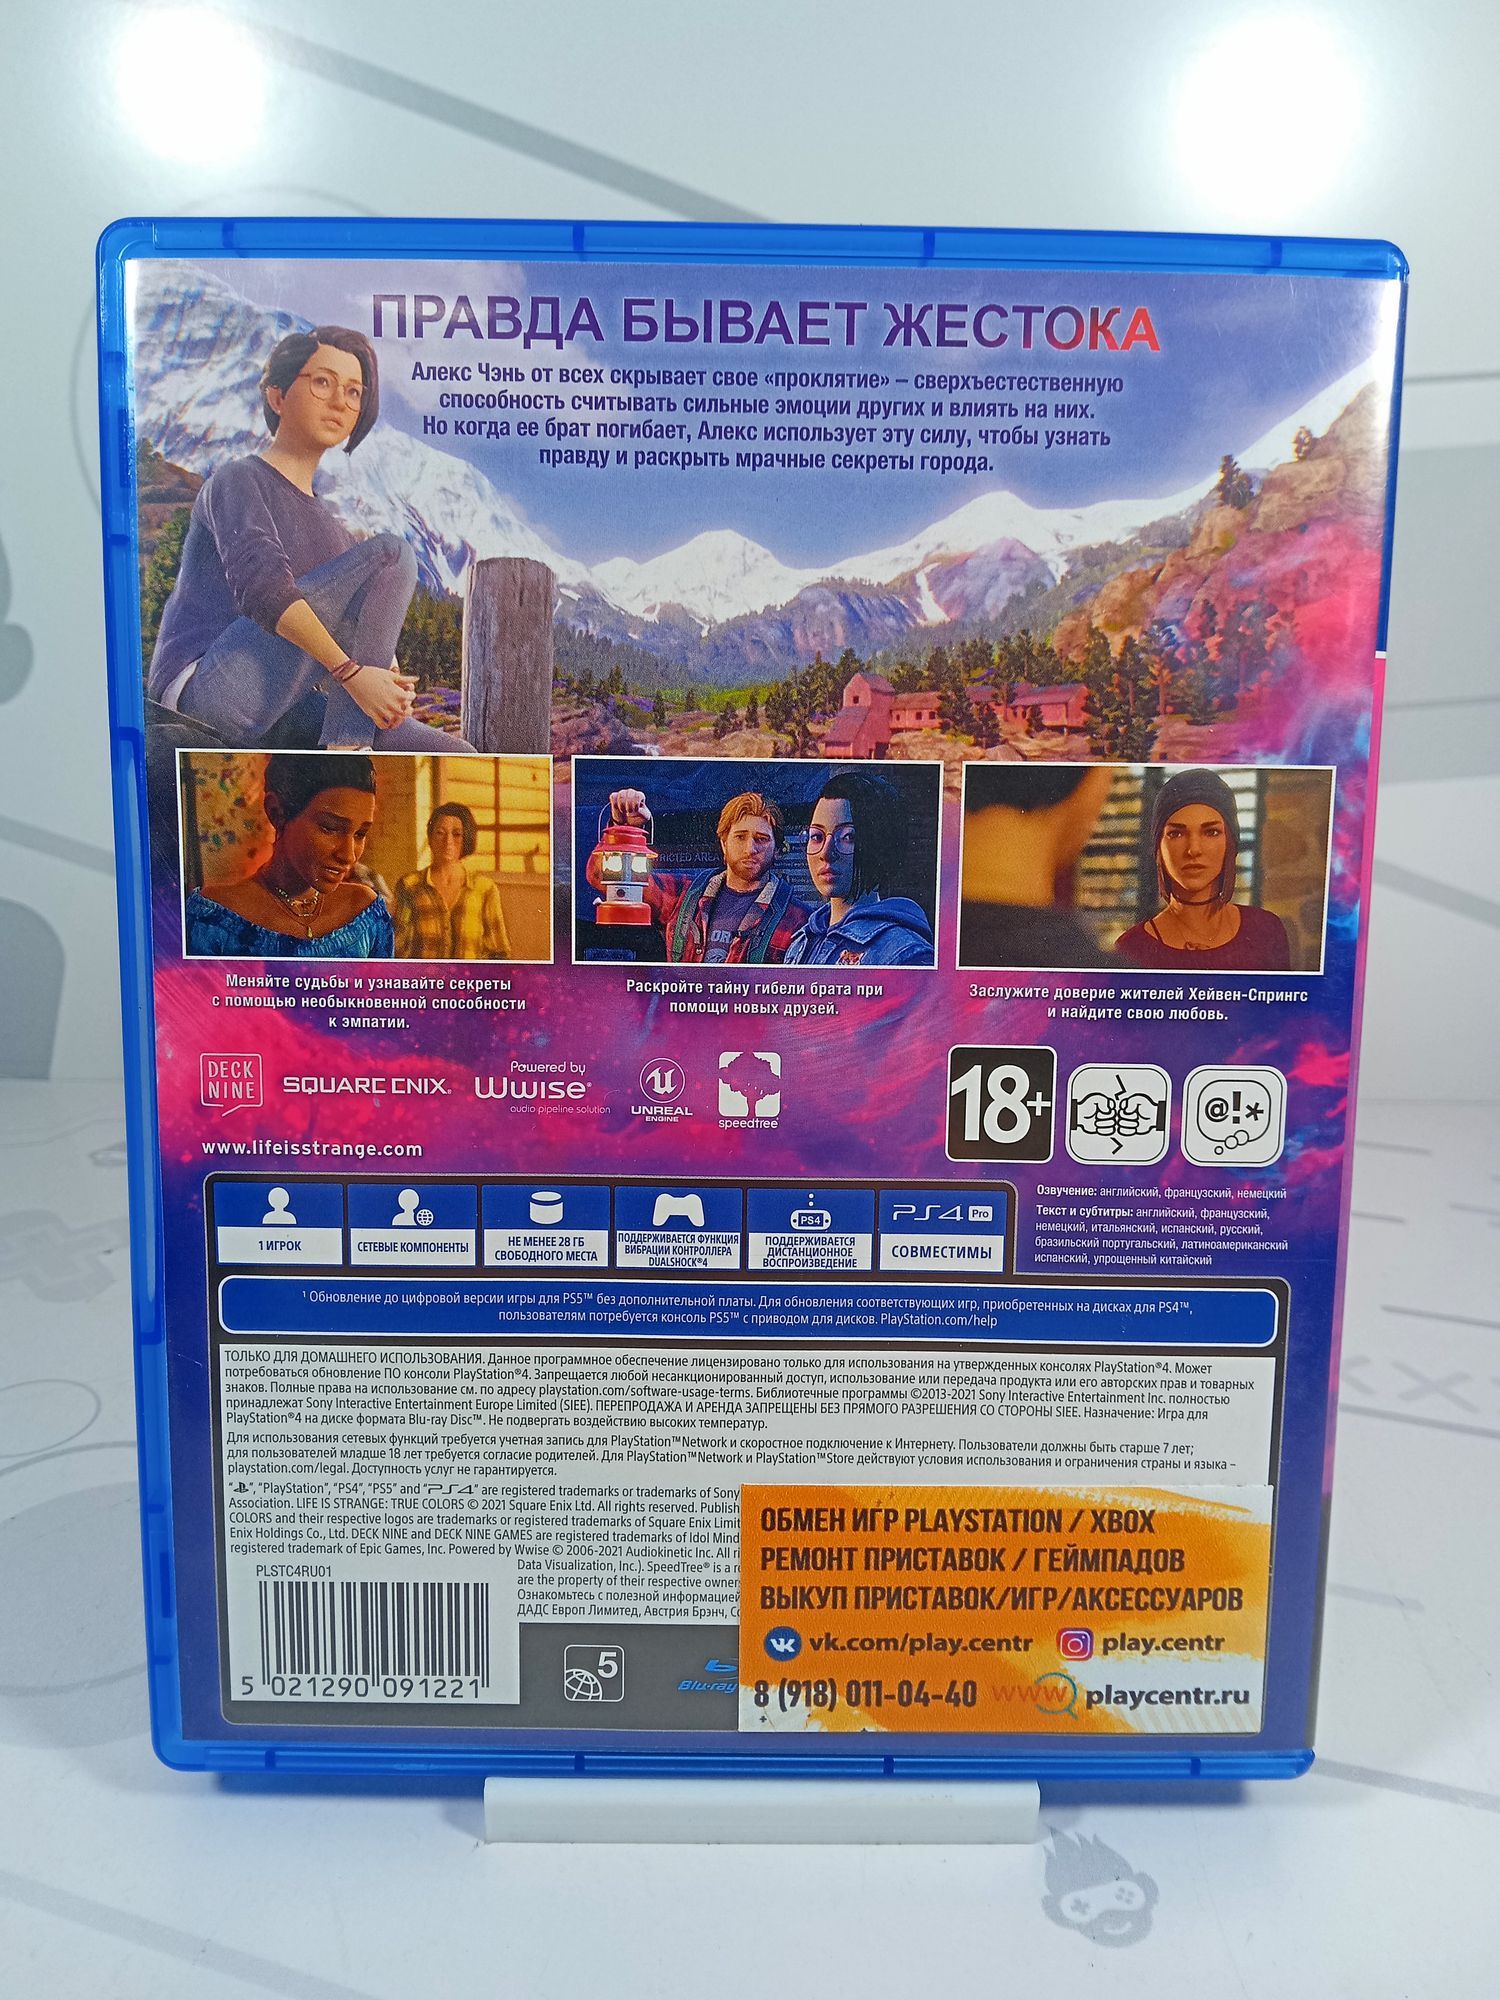 ПРАВДА БЫВАЕТ ЖЕСТОКА
Алекс Чэнь от всех скрывает свое «проклятие» – сверхъестественную
способность считывать сильные эмоции других и влиять на них.
Но когда ее брат погибает, Алекс использует эту силу, чтобы узнать
правду и раскрыть мрачные секреты города.
RICTED AREA
Меняйте судьбы и узнавайте секреты
с помощью необыкновенной способности
к эмпатии.
Раскройте тайну гибели брата при
помощи новых друзей.
Заслужите доверие жителей Хейвен-Спрингс
и найдите свою любовь.
DECK
NINE
SQUARE ENIX.
Powered by
Wwise®
audio pipeline solution
UNREAL
ENGINE
speedtree®
18+
@!*
www.lifeisstrange.com
1 ИГРОК
СЕТЕВЫЕ КОМПОНЕНТЫ
НЕ МЕНЕЕ 28 ГБ
СВОБОДНОГО МЕСТА
ПОДДЕРЖИВАЕТСЯ ФУНКЦИЯ
ВИБРАЦИИ КОНТРОЛЛЕРА
DUALSHOCK®4
PS4
ПОДДЕРЖИВАЕТСЯ
ДИСТАНЦИОННОЕ
ВОСПРОИЗВЕДЕНИЕ
PS4 Pro
СОВМЕСТИМЫ
Озвучение: английский, французский, немецкий
Текст и субтитры: английский, французский,
немецкий, итальянский, испанский, русский,
бразильский португальский, латиноамериканский
испанский, упрощенный китайский
¹ Обновление до цифровой версии игры для PS5™ без дополнительной платы. Для обновления соответствующих игр, приобретенных на дисках для PS4™,
пользователям потребуется консоль PS5™ с приводом для дисков. PlayStation.com/help
ТОЛЬКО ДЛЯ ДОМАШНЕГО ИСПОЛЬЗОВАНИЯ. Данное программное обеспечение лицензировано только для использования на утвержденных консолях PlayStation®4. Может
потребоваться обновление ПО консоли PlayStation®4. Запрещается любой несанкционированный доступ, использование или передача продукта или его авторских прав и товарных
знаков. Полные права на использование см. по адресу playstation.com/software-usage-terms. Библиотечные программы ©2013-2021 Sony Interactive Entertainment Inc. полностью
принадлежат Sony Interactive Entertainment Europe Limited (SIEE). ПЕРЕПРОДАЖА И АРЕНДА ЗАПРЕЩЕНЫ БЕЗ ПРЯМОГО РАЗРЕШЕНИЯ СО СТОРОНЫ SIEE. Назначение: Игра для
PlayStation®4 на диске формата Blu-ray Disc™. Не подвергать воздействию высоких температур.
Для использования сетевых функций требуется учетная запись для PlayStation™Network и скоростное подключение к Интернету. Пользователи должны быть старше 7 лет;
для пользователей младше 18 лет требуется согласие родителей. Для PlayStation™Network и PlayStation™Store действуют условия использования и ограничения страны и языка –
playstation.com/legal. Доступность услуг не гарантируется.
"", "PlayStation", "PS4", "PS5" and "PS4" are registered trademarks or trademarks of Sony
Association. LIFE IS STRANGE: TRUE COLORS © 2021 Square Enix Ltd. All rights reserved. Publish
COLORS and their respective logos are trademarks or registered trademarks of Square Enix Limit
Enix Holdings Co., Ltd. DECK NINE and DECK NINE GAMES are registered trademarks of Idol Mind
registered trademark of Epic Games, Inc. Powered by Wwise © 2006-2021 Audiokinetic Inc. All ri
Data Visualization, Inc.). SpeedTree® is a re
are the property of their respective owner
Ознакомьтесь с полезной информацией
ДАДС Европ Лимитед, Австрия Брэнч, Со
PLSTC4RU01
5 021290 091221
5
Blu-ray
ОБМЕН ИГР PLAYSTATION / XBOX
РЕМОНТ ПРИСТАВОК / ГЕЙМПАДОВ
ВЫКУП ПРИСТАВОК/ИГР/АКСЕССУАРОВ
vk.com/play.centr play.centr
8 (918) 011-04-40 www playcentr.ru